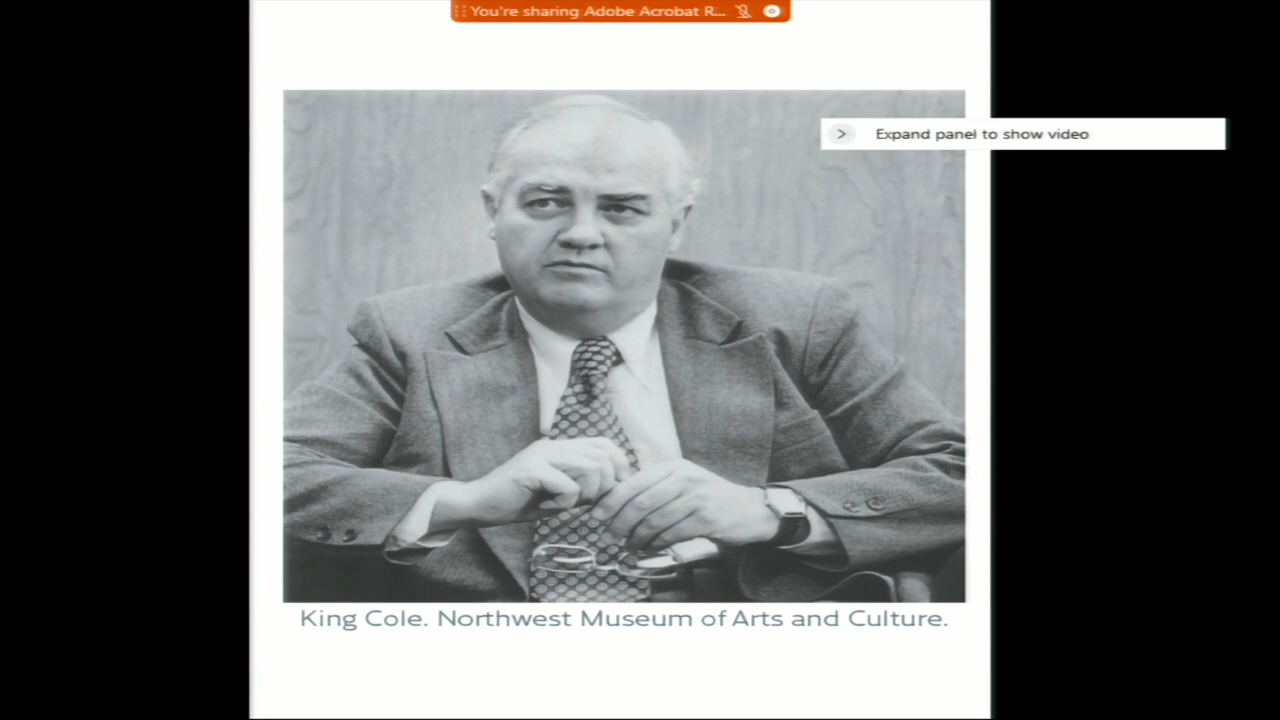 You're sharing Adobe Acrobat R...
Expand panel to show video
King Cole. Northwest Museum of Arts and Culture.